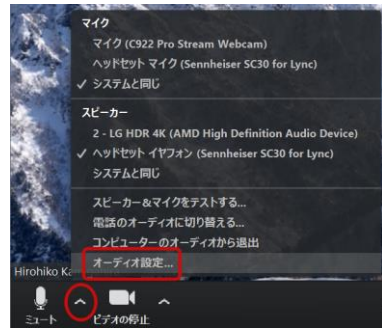 マイク
マイク (C922 Pro Stream Webcam)
ヘッドセット マイク (Sennheiser SC30 for Lync)
✓ システムと同じ
スピーカー
2 - LG HDR 4K (AMD High Definition Audio Device)
✓ ヘッドセット イヤフォン (Sennheiser SC30 for Lync)
システムと同じ
スピーカー&マイクをテストする...
電話のオーディオに切り替える...
コンピューターのオーディオから退出
オーディオ設定...
Hirohiko
ミュート
ビデオの停止